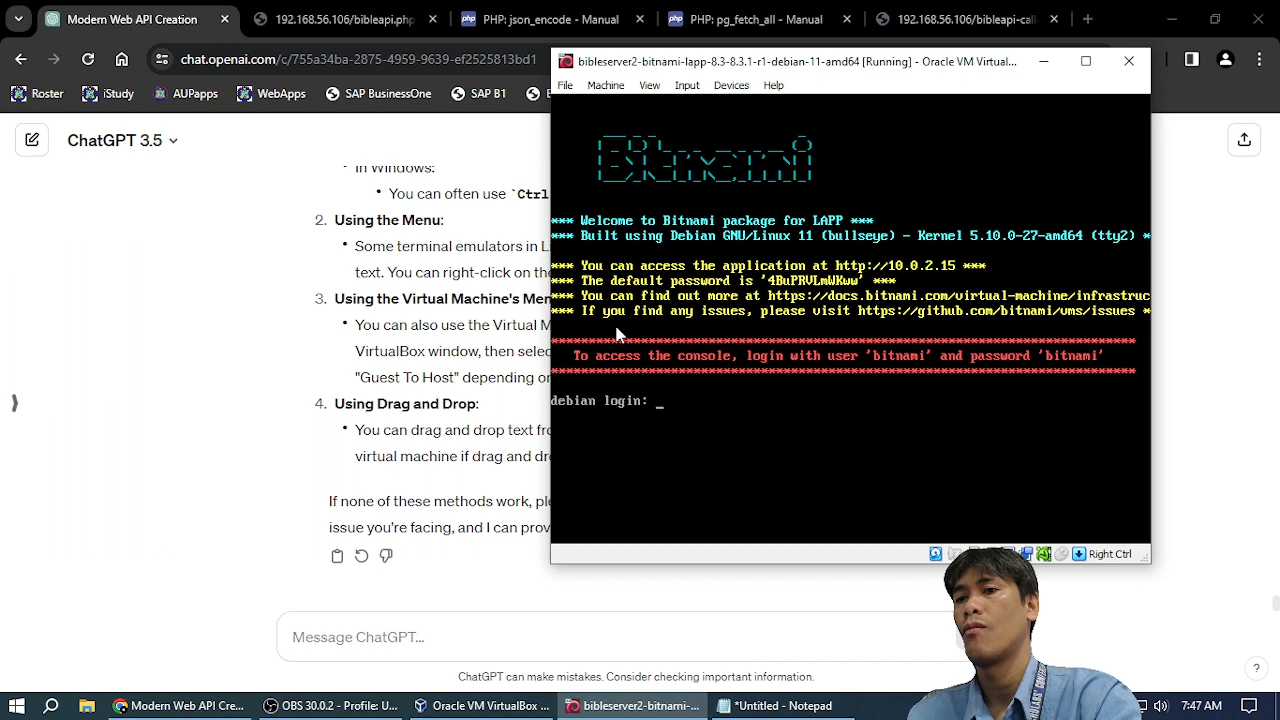 Modern Web API Creation
192.168.56.106/bibleapi.php
PHP: json_encode - Manual
PHP: pg_fetch_all - Manual
192.168.56.106/bibleapi-call
chat.openai.com/c/755a34ba-2875-4959-9639-ef25229
Roster
iStudy
AUPapps
WebApps
SAP BusinessOne
SAP B1
ChatGPT 3.5
in Windows:
• You can often use `Ctrl
2. Using the Menu:
• Some terminal emulators in L
text. You can right-click on the
3. Using the Virtual Machine's Men
• You can also use the Virtual M
VirtualBox window, then selec
"Guest To Host" depending on
4. Using Drag and Drop:
• You can drag and drop text fro
virtual machine if drag and dr
If none of these methods work, ple
issue you're facing, and I can prov
Message ChatGPT...
ChatGPT can make mistakes. Consider checking important information.
?
bibleserver2-bitnami-lapp-8.3-8.3.1-r1-debian-11-amd64 [Running] - Oracle VM Virtual...
File Machine View Input Devices Help
Bitnami
*** Welcome to Bitnami package for LAPP ***
*** Built using Debian GNU/Linux 11 (bullseye) - Kernel 5.10.0-27-amd64 (tty2) *
*** You can access the application at http://10.0.2.15 ***
*** The default password is '4BuPRVLmWKww' ***
*** You can find out more at https://docs.bitnami.com/virtual-machine/infrastruc
*** If you find any issues, please visit https://github.com/bitnami/vms/issues *
*******************************************************************************
To access the console, login with user 'bitnami' and password 'bitnami'
*******************************************************************************
debian login: _
Right Ctrl
Modern Web API Cre...
OBS 30.0.2 - Profile: U...
Oracle VM VirtualBox ...
bibleserver2-bitnami-...
*Untitled - Notepad
7:47 AM